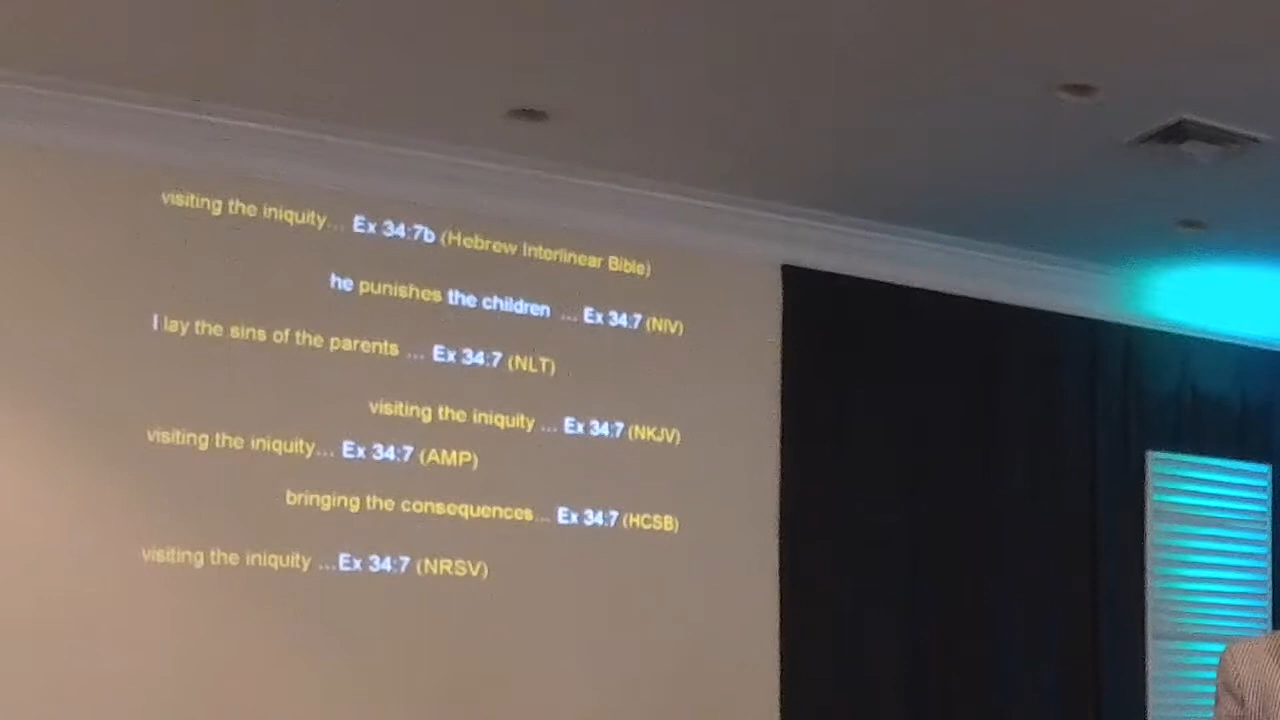 visiting the iniquity... Ex 34:7b (Hebrew Interlinear Bible)
he punishes the children ... Ex 34:7 (NIV)
I lay the sins of the parents ... Ex 34:7 (NLT)
visiting the iniquity ... Ex 34:7 (NKJV)
visiting the iniquity... Ex 34:7 (AMP)
bringing the consequences... Ex 34:7 (HCSB)
visiting the iniquity ...Ex 34:7 (NRSV)